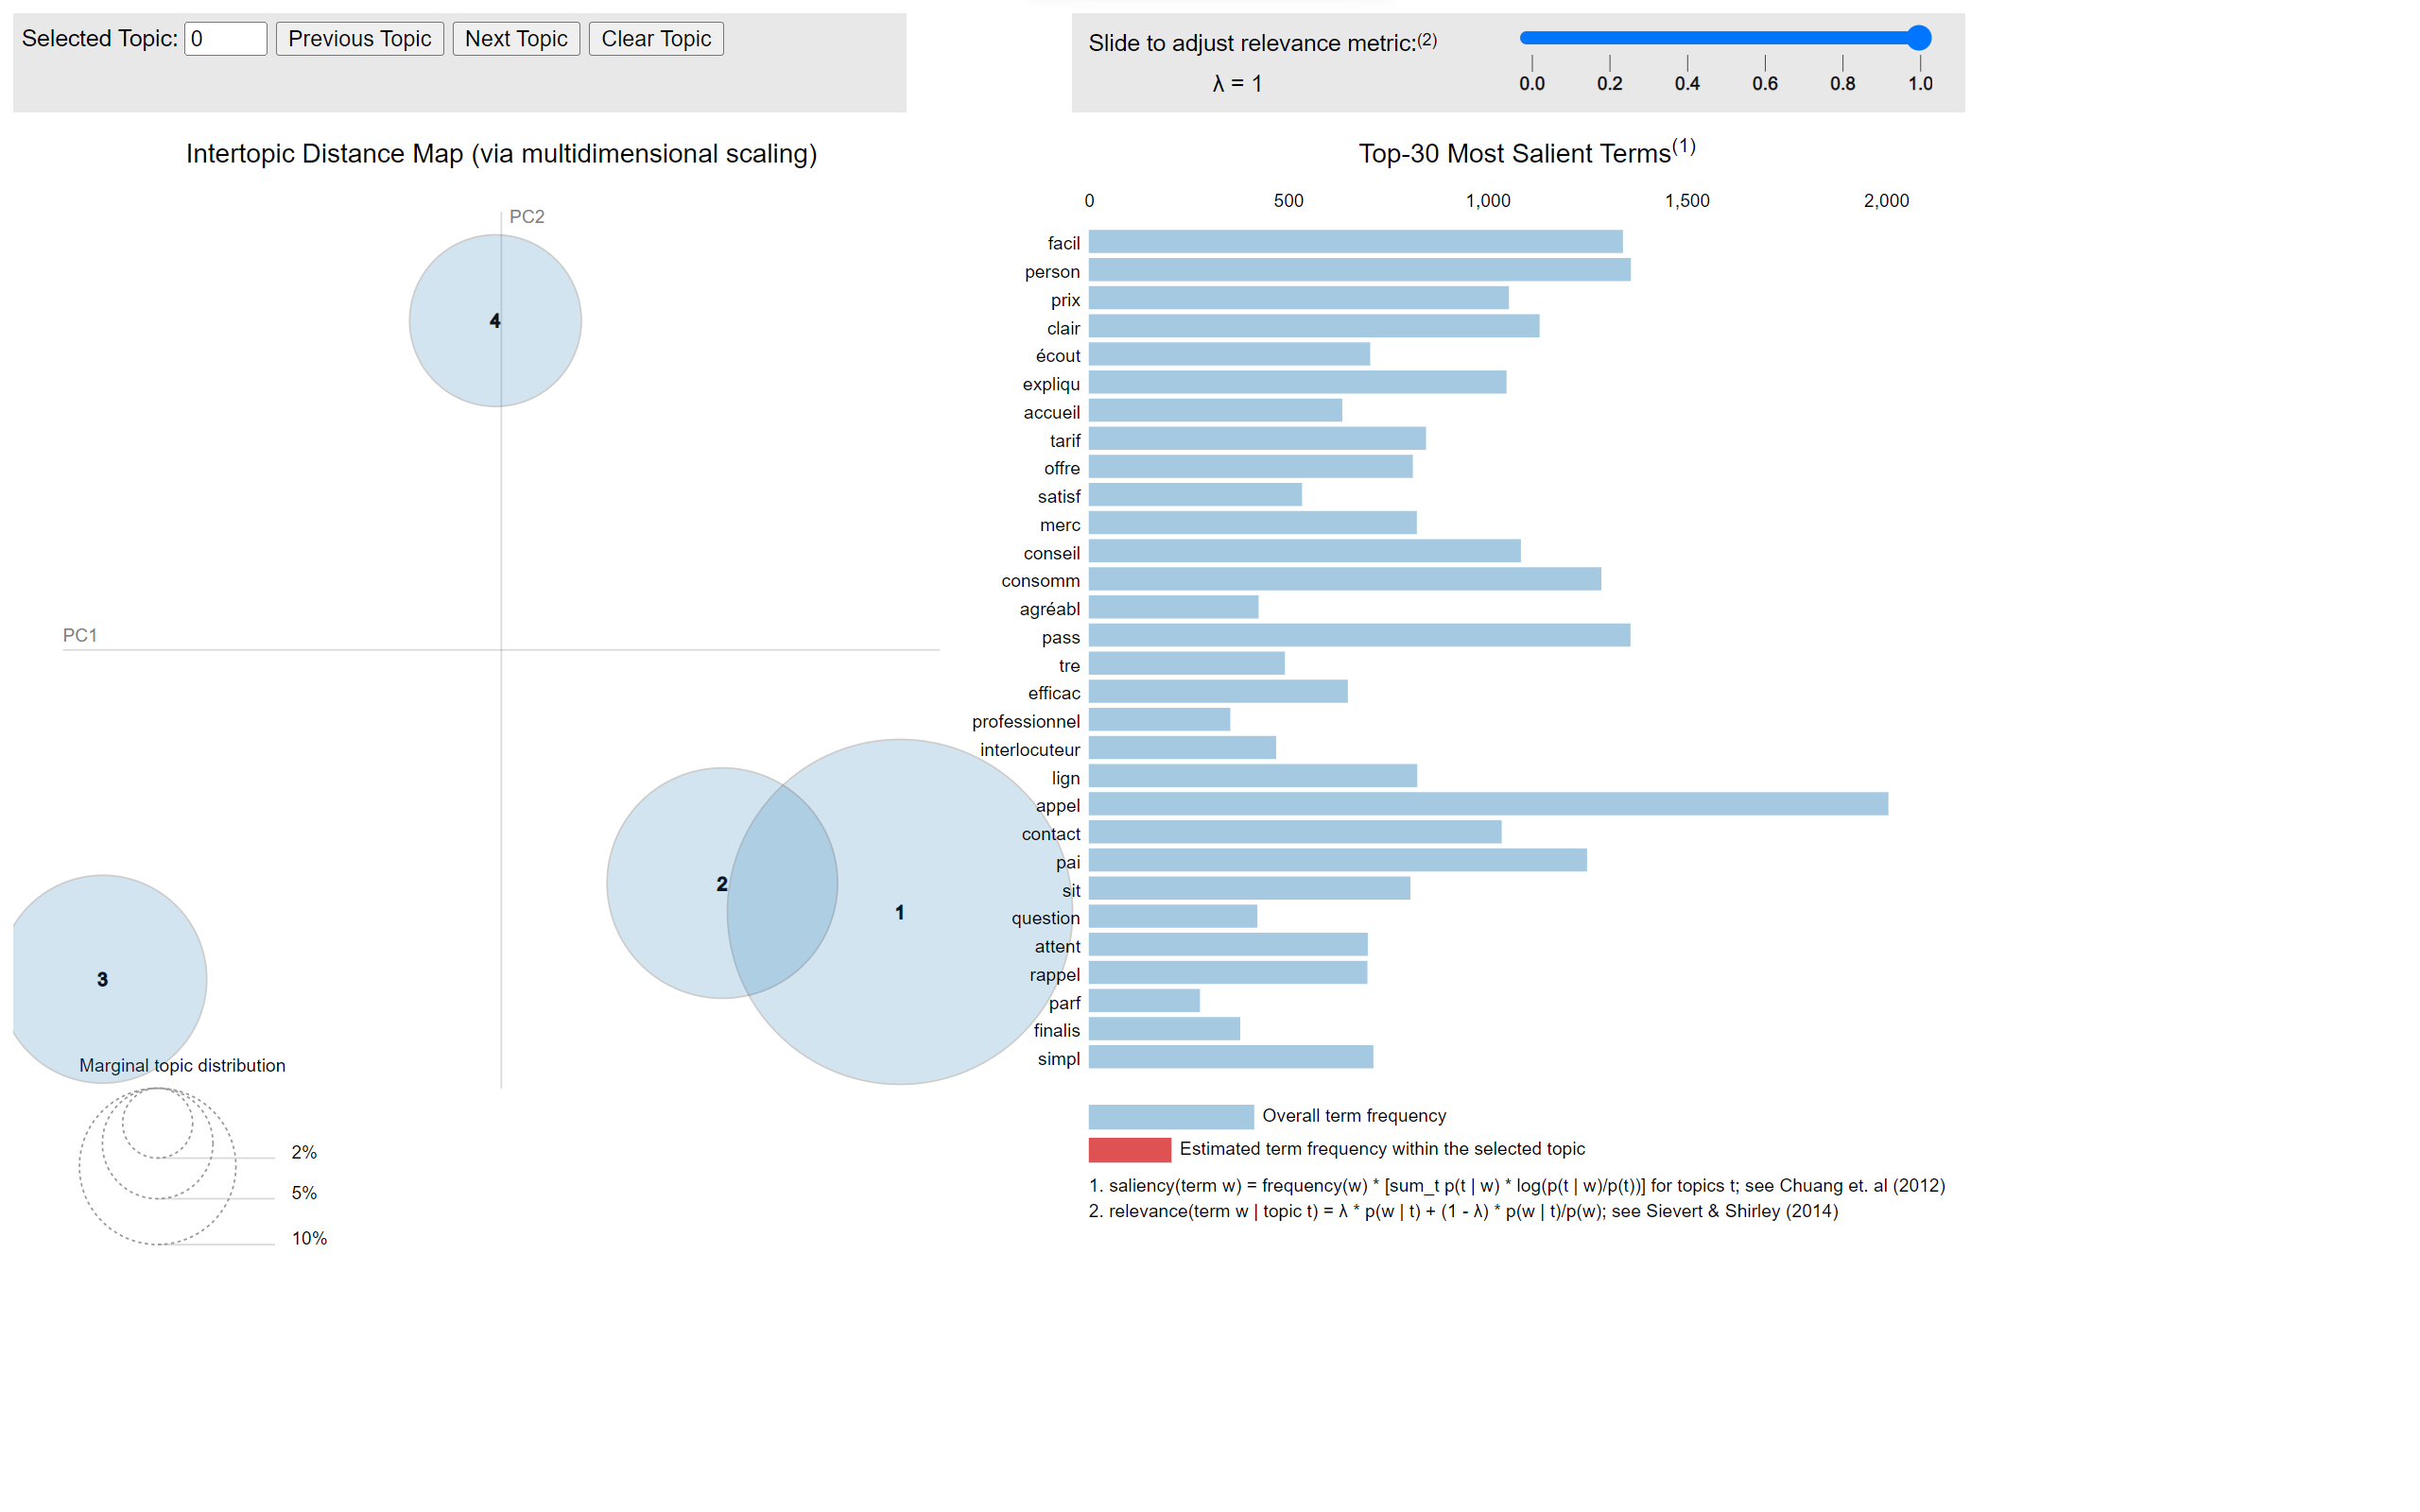 Selected Topic: 0 Previous Topic Next Topic Clear Topic
Slide to adjust relevance metric:(2)
λ = 1
0.0 0.2 0.4 0.6 0.8 1.0
Intertopic Distance Map (via multidimensional scaling)
PC2
PC1
4
2
1
3
Marginal topic distribution
2%
5%
10%
Top-30 Most Salient Terms(1)
0 500 1,000 1,500 2,000
facil
person
prix
clair
écout
expliqu
accueil
tarif
offre
satisf
merc
conseil
consomm
agréabl
pass
tre
efficac
professionnel
interlocuteur
lign
appel
contact
pai
sit
question
attent
rappel
parf
finalis
simpl
Overall term frequency
Estimated term frequency within the selected topic
1. saliency(term w) = frequency(w) * [sum_t p(t | w) * log(p(t | w)/p(t))] for topics t; see Chuang et. al (2012)
2. relevance(term w | topic t) = λ * p(w | t) + (1 - λ) * p(w | t)/p(w); see Sievert & Shirley (2014)